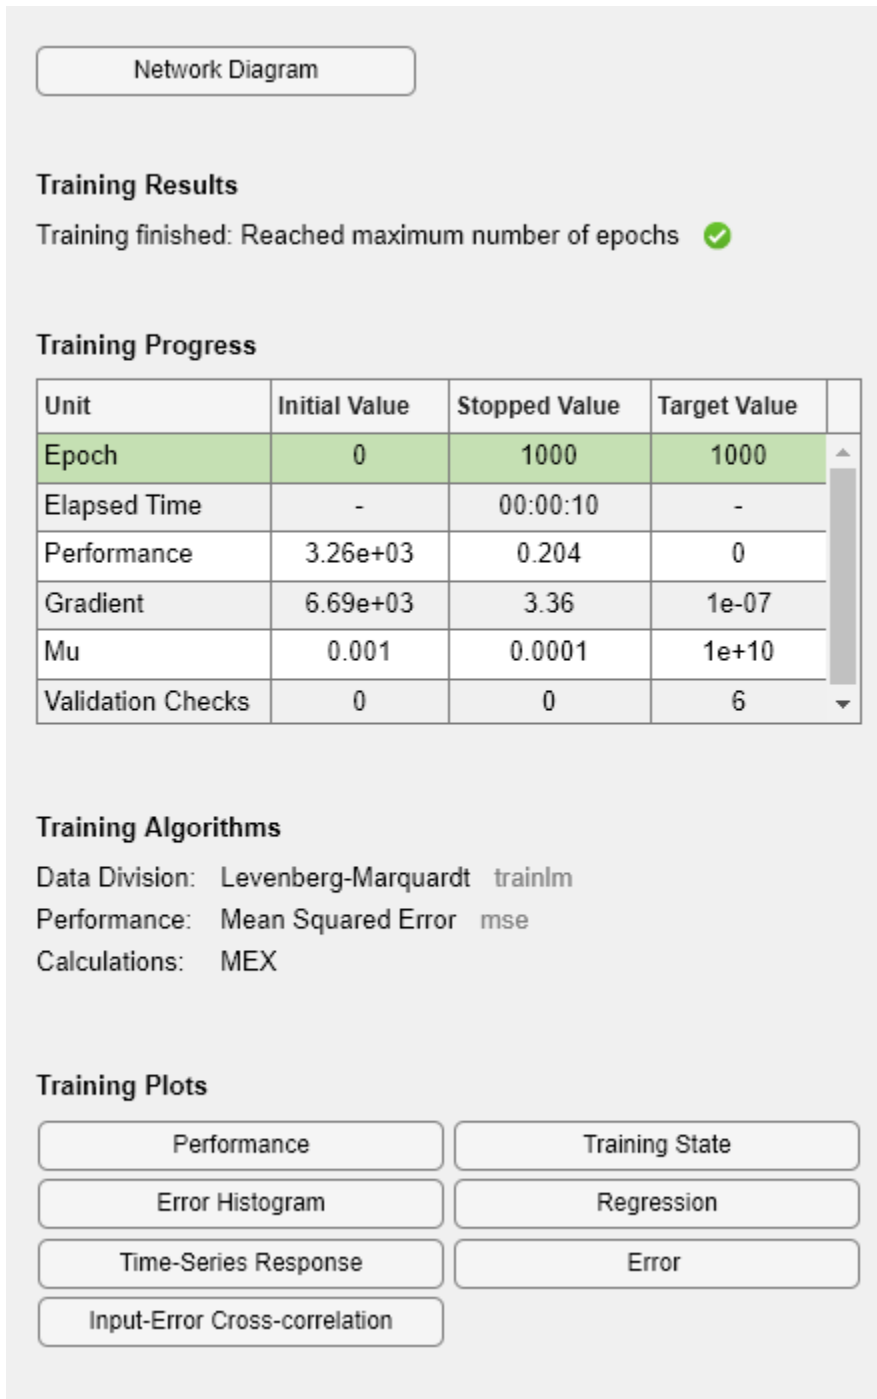 Network Diagram
Training Results
Training finished: Reached maximum number of epochs
Training Progress
Unit Initial Value Stopped Value Target Value
Epoch 0 1000 1000
Elapsed Time - 00:00:10 -
Performance 3.26e+03 0.204 0
Gradient 6.69e+03 3.36 1e-07
Mu 0.001 0.0001 1e+10
Validation Checks 0 0 6
Training Algorithms
Data Division: Levenberg-Marquardt trainlm
Performance: Mean Squared Error mse
Calculations: MEX
Training Plots
Performance Training State
Error Histogram Regression
Time-Series Response Error
Input-Error Cross-correlation